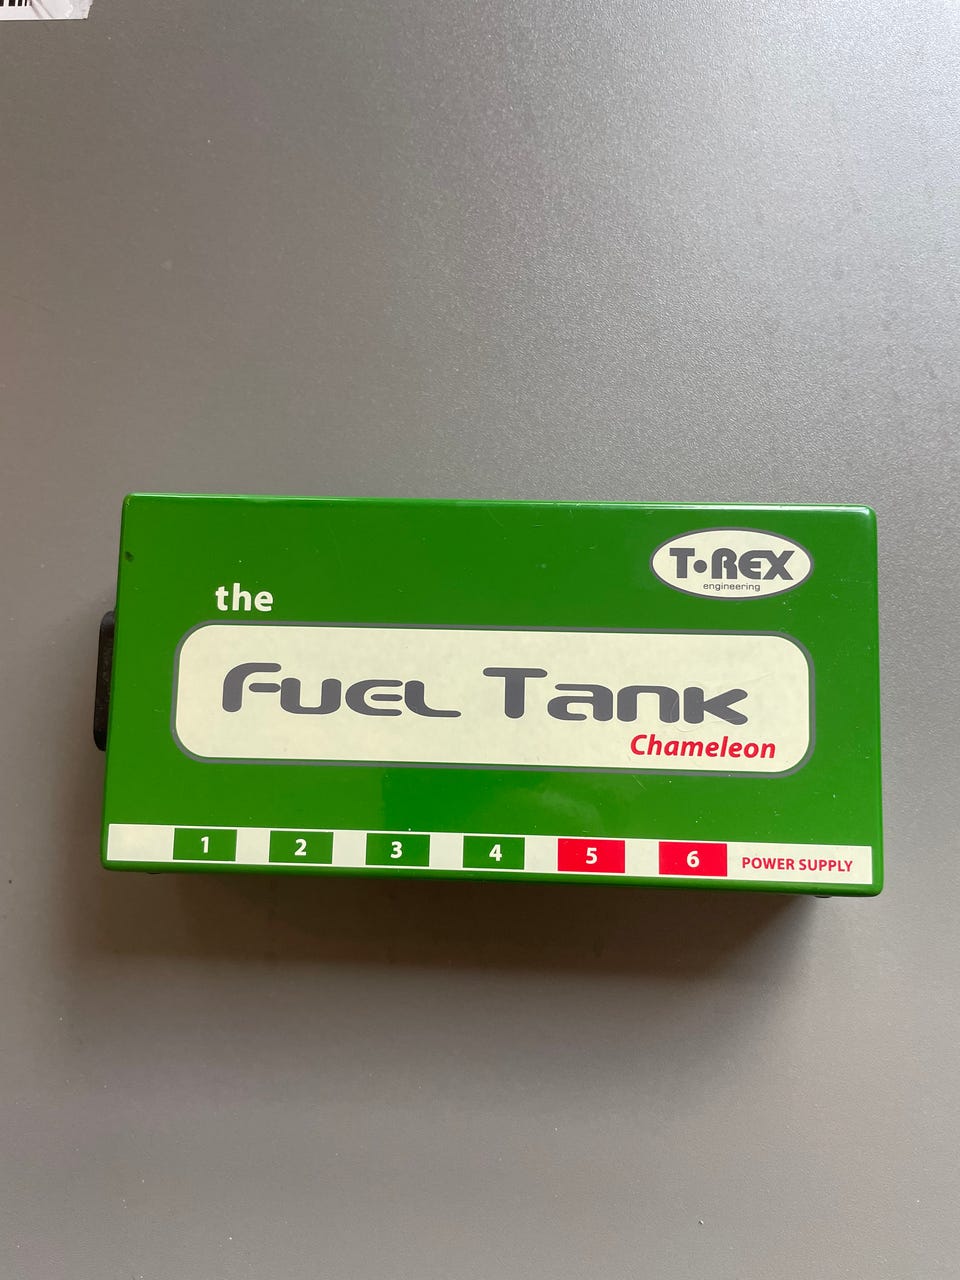 T•REX
engineering
the
Fuel Tank
Chameleon
1 2 3 4 5 6 POWER SUPPLY